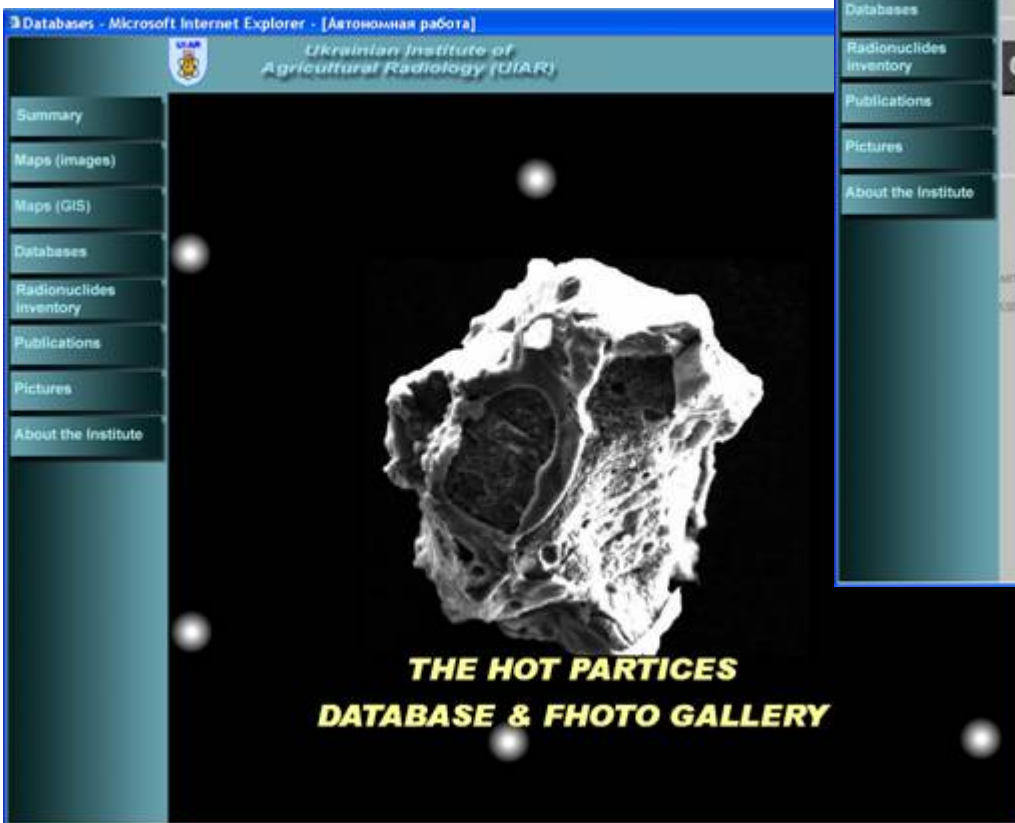 Databases - Microsoft Internet Explorer - [Автономная работа]
UIAR
Ukrainian Institute of
Agricultural Radiology (UIAR)
Summary
Maps (images)
Maps (GIS)
Databases
Radionuclides
inventory
Publications
Pictures
About the Institute
THE HOT PARTICES
DATABASE & FHOTO GALLERY
Databases
Radionuclides
inventory
Publications
Pictures
About the Institute